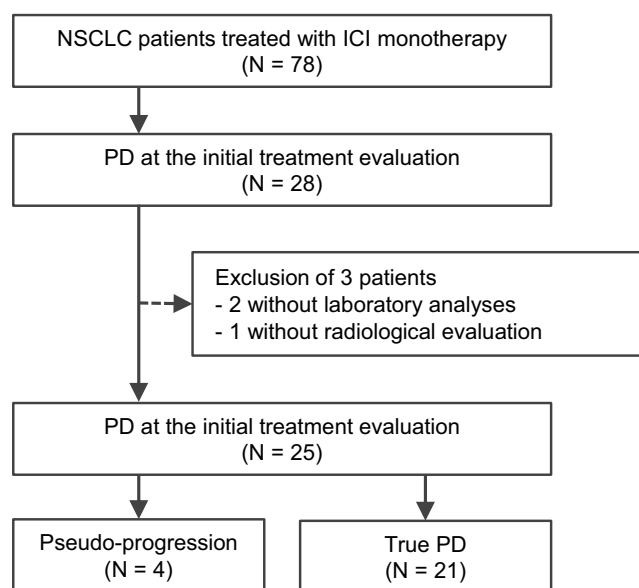 NSCLC patients treated with ICI monotherapy
(N = 78)
PD at the initial treatment evaluation
(N = 28)
Exclusion of 3 patients
- 2 without laboratory analyses
- 1 without radiological evaluation
PD at the initial treatment evaluation
(N = 25)
Pseudo-progression
(N = 4)
True PD
(N = 21)